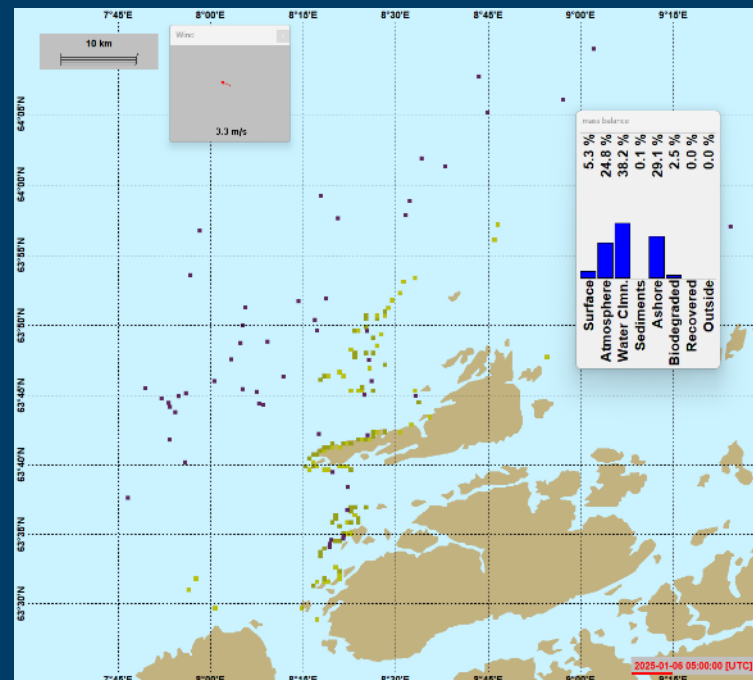 7°45'E 8°00'E 8°15'E 8°30'E 8°45'E 9°00'E 9°15'E
10 km
Wind
3.3 m/s
mass balance
5.3 %
24.8 %
38.2 %
0.1 %
29.1 %
2.5 %
0.0 %
0.0 %
Surface
Atmosphere
Water Clmn.
Sediments
Ashore
Biodegraded
Recovered
Outside
64°05'N
64°00'N
63°55'N
63°50'N
63°45'N
63°40'N
63°35'N
63°30'N
2025-01-06 05:00:00 [UTC]
7°45'E 8°00'E 8°15'E 8°30'E 8°45'E 9°00'E 9°15'E